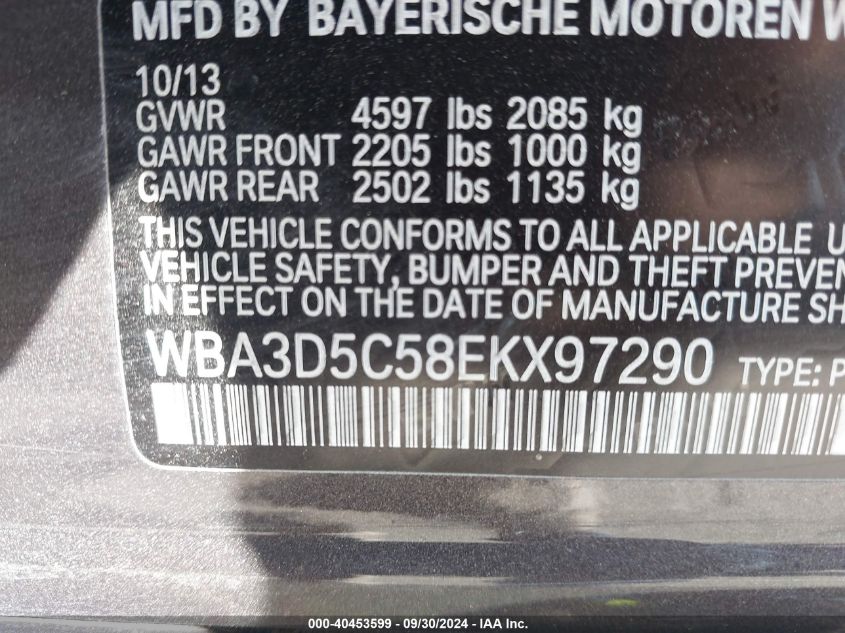 MFD BY BAYERISCHE MOTOREN W
10/13
GVWR 4597 lbs 2085 kg
GAWR FRONT 2205 lbs 1000 kg
GAWR REAR 2502 lbs 1135 kg
THIS VEHICLE CONFORMS TO ALL APPLICABLE U
VEHICLE SAFETY, BUMPER AND THEFT PREVEN
IN EFFECT ON THE DATE OF MANUFACTURE SH
WBA3D5C58EKX97290 TYPE: P
000-40453599 - 09/30/2024 - IAA Inc.